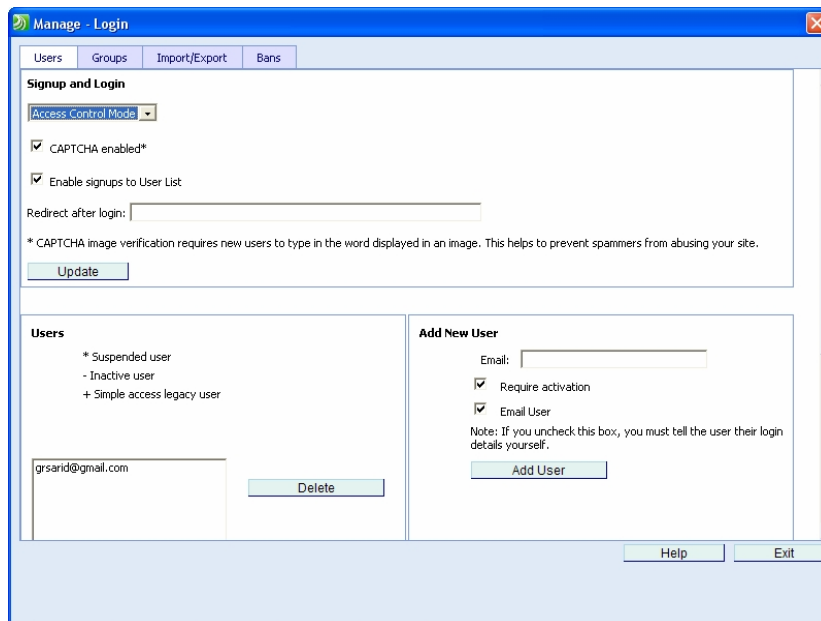 Manage - Login
Users Groups Import/Export Bans
Signup and Login
Access Control Mode
CAPTCHA enabled*
Enable signups to User List
Redirect after login:
* CAPTCHA image verification requires new users to type in the word displayed in an image. This helps to prevent spammers from abusing your site.
Update
Users
* Suspended user
- Inactive user
+ Simple access legacy user
grsarid@gmail.com
Delete
Add New User
Email:
Require activation
Email User
Note: If you uncheck this box, you must tell the user their login
details yourself.
Add User
Help Exit